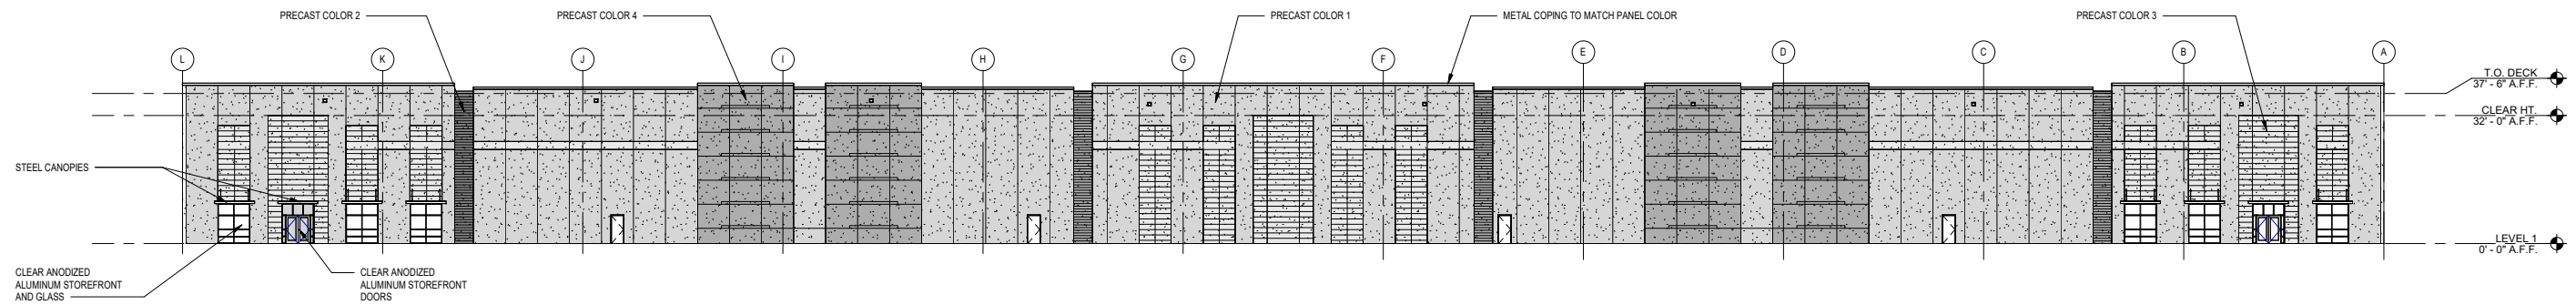 PRECAST COLOR 2
PRECAST COLOR 4
PRECAST COLOR 1
METAL COPING TO MATCH PANEL COLOR
PRECAST COLOR 3
L
K
J
I
H
G
F
E
D
C
B
A
T.O. DECK
37' - 6" A.F.F.
CLEAR HT.
32' - 0" A.F.F.
STEEL CANOPIES
LEVEL 1
0' - 0" A.F.F.
CLEAR ANODIZED
ALUMINUM STOREFRONT
AND GLASS
CLEAR ANODIZED
ALUMINUM STOREFRONT
DOORS